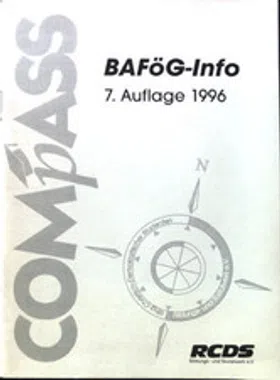 COMpASS
BAFöG-Info
7. Auflage 1996
N
RCDS